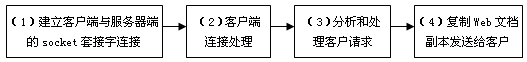 (1)建立客户端与服务器端
的socket套接字连接
(2)客户端
连接处理
(3)分析和处
理客户请求
(4)复制Web文档
副本发送给客户